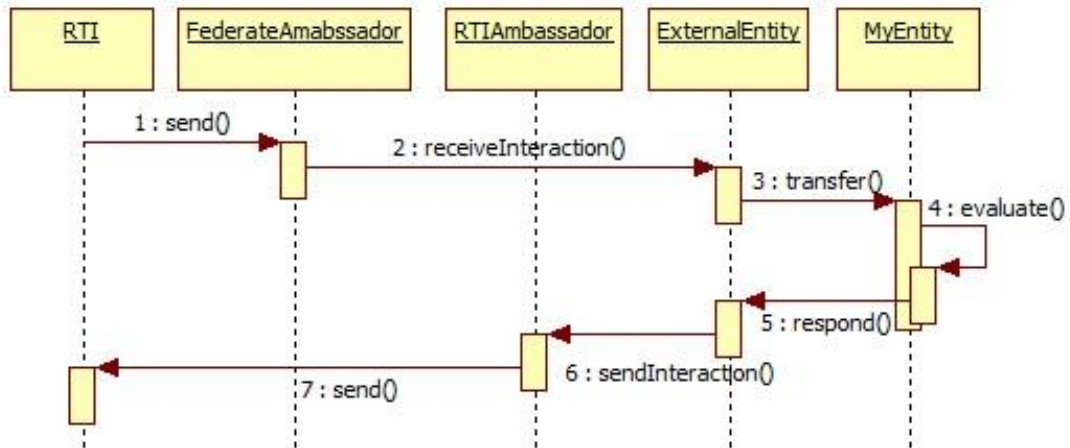 RTI
FederateAmabssador
RTIAmbassador
ExternalEntity
MyEntity
1 : send()
2 : receiveInteraction()
3 : transfer()
4 : evaluate()
5 : respond()
6 : sendInteraction()
7 : send()